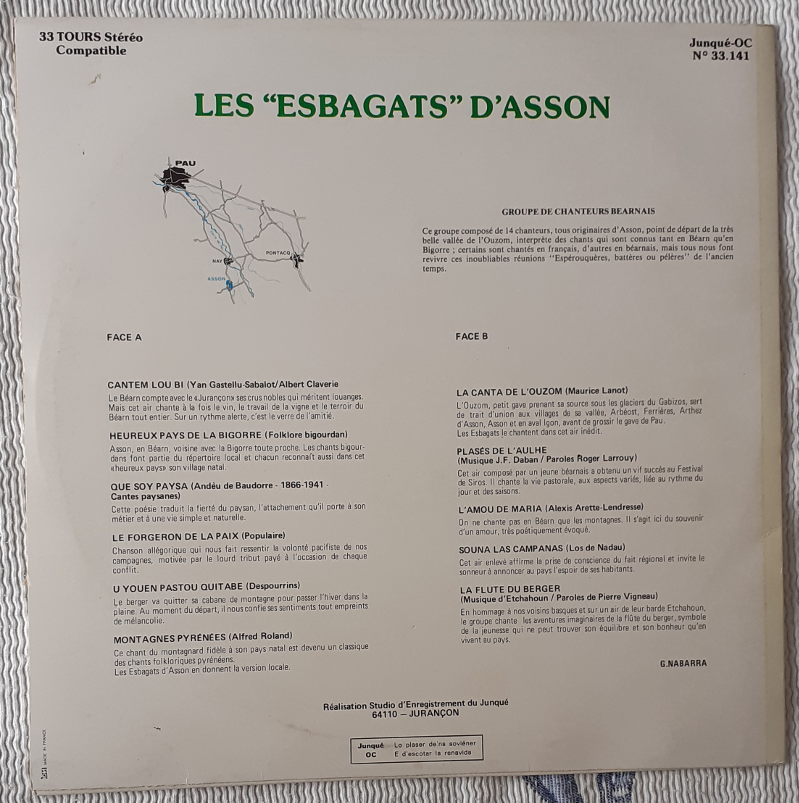 33 TOURS Stéréo
Compatible
Junqué-OC
Nº 33.141
LES "ESBAGATS" D'ASSON
PAU
NAY
PONTACQ
ASSON
GROUPE DE CHANTEURS BEARNAIS
Ce groupe composé de 14 chanteurs, tous originaires d'Asson, point de départ de la très
belle vallée de l'Ouzom, interprète des chants qui sont connus tant en Béarn qu'en
Bigorre ; certains sont chantés en français, d'autres en béarnais, mais tous nous font
revivre ces inoubliables réunions "Espérouquères, battères ou pélères" de l'ancien
temps.
FACE A
CANTEM LOU BI (Yan Gastellu-Sabalot/Albert Claverie
Le Béarn compte avec le «Jurançon» ses crus nobles qui méritent louanges.
Mais cet air chante à la fois le vin, le travail de la vigne et le terroir du
Béarn tout entier. Sur un rythme alerte, c'est le verre de l'amitié.
HEUREUX PAYS DE LA BIGORRE (Folklore bigourdan)
Asson, en Béarn, voisine avec la Bigorre toute proche. Les chants bigour-
dans font partie du répertoire local et chacun reconnaît aussi dans cet
«heureux pays» son village natal.
QUE SOY PAYSA (Andèu de Baudorre - 1866-1941 -
Cantes paysanes)
Cette poésie traduit la fierté du paysan, l'attachement qu'il porte à son
métier et à une vie simple et naturelle.
LE FORGERON DE LA PAIX (Populaire)
Chanson allégorique qui nous fait ressentir la volonté pacifiste de nos
campagnes, motivée par le lourd tribut payé à l'occasion de chaque
conflit.
U YOUEN PASTOU QUITABE (Despourrins)
Le berger va quitter sa cabane de montagne pour passer l'hiver dans la
plaine. Au moment du départ, il nous confie ses sentiments tout empreints
de mélancolie.
MONTAGNES PYRÉNÉES (Alfred Roland)
Ce chant du montagnard fidèle à son pays natal est devenu un classique
des chants folkloriques pyrénéens.
Les Esbagats d'Asson en donnent la version locale.
FACE B
LA CANTA DE L'OUZOM (Maurice Lanot)
L'Ouzom, petit gave prenant sa source sous les glaciers du Gabizos, sert
de trait d'union aux villages de sa vallée, Arbéost, Ferrières, Arthez
d'Asson, Asson et en aval Igon, avant de grossir le gave de Pau.
Les Esbagats le chantent dans cet air inédit.
PLASÉS DE L'AULHE
(Musique J.F. Daban / Paroles Roger Larrouy)
Cet air composé par un jeune béarnais a obtenu un vif succès au Festival
de Siros. Il chante la vie pastorale, aux aspects variés, liée au rythme du
jour et des saisons.
L'AMOU DE MARIA (Alexis Arette-Lendresse)
On ne chante pas en Béarn que les montagnes. Il s'agit ici du souvenir
d'un amour, très poétiquement évoqué.
SOUNA LAS CAMPANAS (Los de Nadau)
Cet air enlevé affirme la prise de conscience du fait régional et invite le
sonneur à annoncer au pays l'espoir de ses habitants.
LA FLUTE DU BERGER
(Musique d'Etchahoun / Paroles de Pierre Vigneau)
En hommage à nos voisins basques et sur un air de leur barde Etchahoun,
le groupe chante les aventures imaginaires de la flûte du berger, symbole
de la jeunesse qui ne peut trouver son équilibre et son bonheur qu'en
vivant au pays.
G.NABARRA
Réalisation Studio d'Enregistrement du Junqué
64110 – JURANÇON
Junqué
OC
Lo plaser de'ns soviéner
E d'escotar la renavida
MADE IN FRANCE